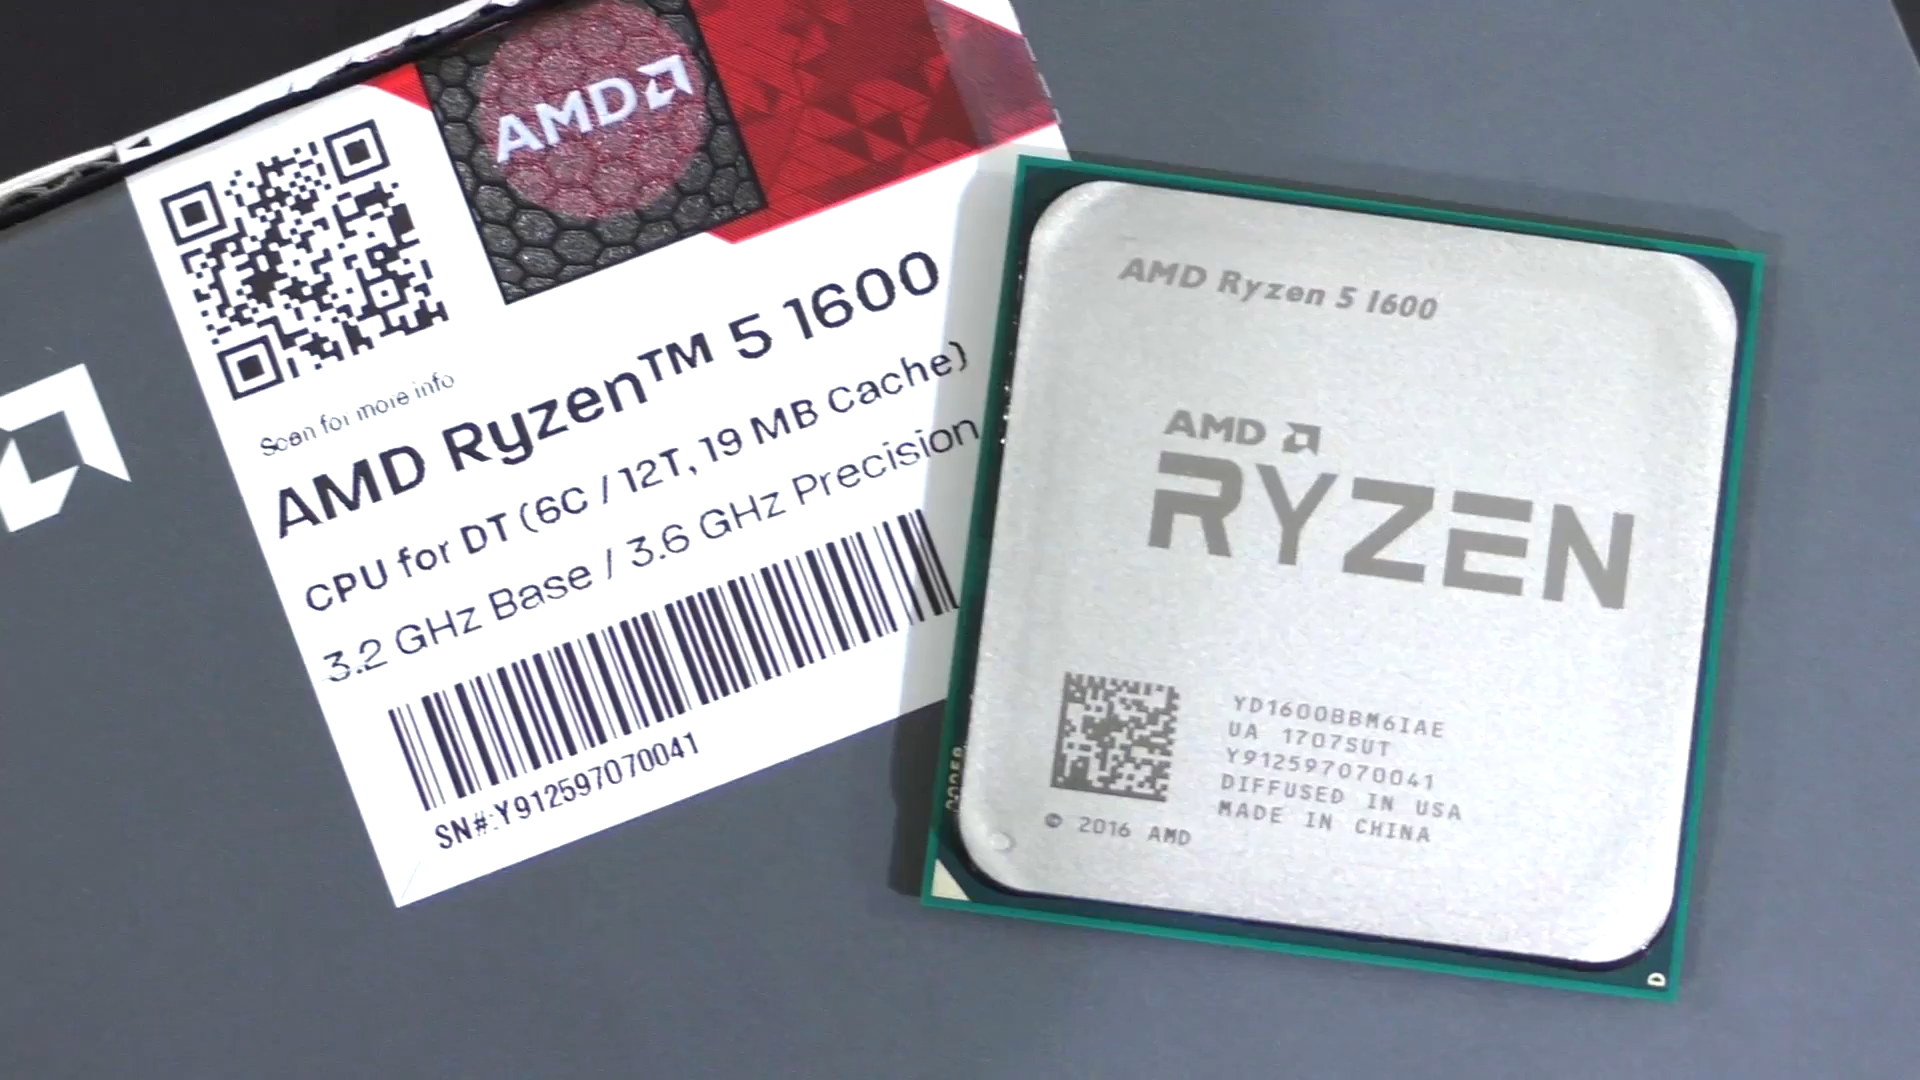 AMD
Scan for more info
AMD Ryzen™ 5 1600
CPU for DT (6C / 12T, 19 MB Cache)
3.2 GHz Base / 3.6 GHz Precision
SN#:Y912597070041
AMD Ryzen 5 1600
AMD
RYZEN
YD1600BBM6IAE
UA 1707SUT
Y912597070041
DIFFUSED IN USA
MADE IN CHINA
© 2016 AMD
D